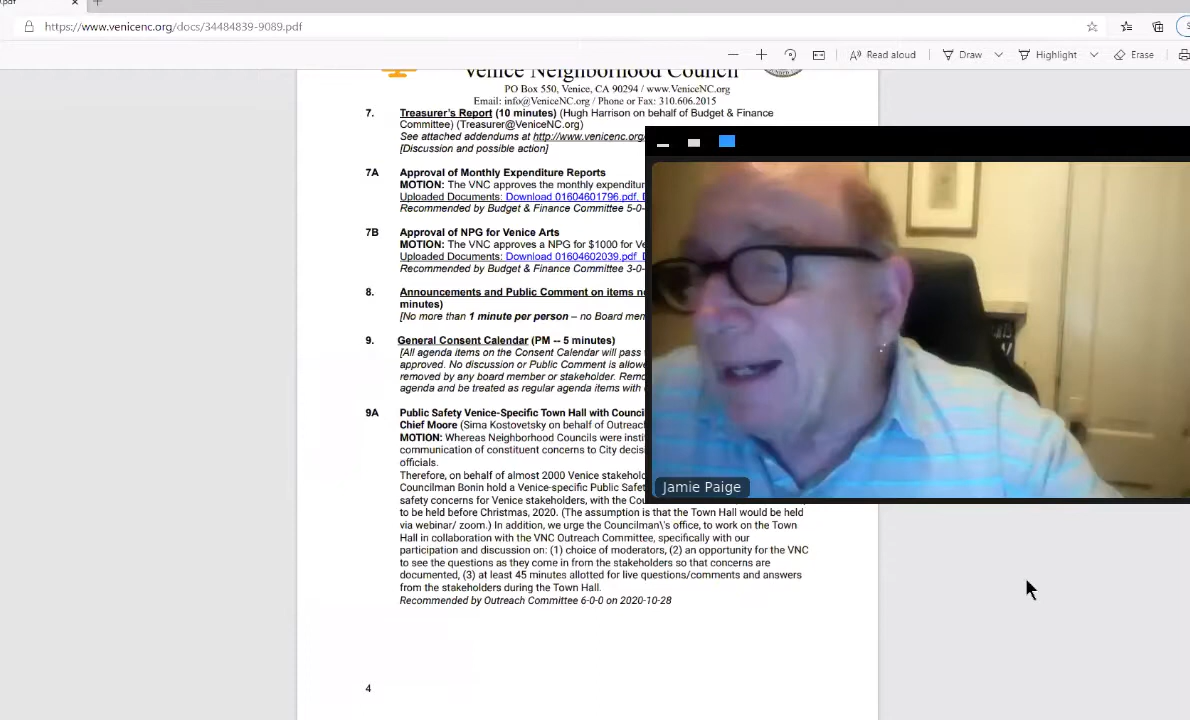 .pdf
https://www.venicenc.org/docs/34484839-9089.pdf
Read aloud
Draw
Highlight
Erase
Venice Neighborhood Council
PO Box 550, Venice, CA 90294 / www.VeniceNC.org
Email: info@VeniceNC.org / Phone or Fax: 310.606.2015
7. Treasurer's Report (10 minutes) (Hugh Harrison on behalf of Budget & Finance
Committee) (Treasurer@VeniceNC.org)
See attached addendums at http://www.venicenc.org/
[Discussion and possible action]
7A Approval of Monthly Expenditure Reports
MOTION: The VNC approves the monthly expenditur
Uploaded Documents: Download 01604601796.pdf,
Recommended by Budget & Finance Committee 5-0-
7B Approval of NPG for Venice Arts
MOTION: The VNC approves a NPG for $1000 for Ve
Uploaded Documents: Download 01604602039.pdf
Recommended by Budget & Finance Committee 3-0-
8. Announcements and Public Comment on items no
minutes)
[No more than 1 minute per person – no Board mem
9. General Consent Calendar (PM -- 5 minutes)
[All agenda items on the Consent Calendar will pass
approved. No discussion or Public Comment is allowe
removed by any board member or stakeholder. Remo
agenda and be treated as regular agenda items with
9A Public Safety Venice-Specific Town Hall with Counci
Chief Moore (Sima Kostovetsky on behalf of Outreach
MOTION: Whereas Neighborhood Councils were insti
communication of constituent concerns to City decisi
officials.
Therefore, on behalf of almost 2000 Venice stakehold
Councilman Bonin hold a Venice-specific Public Safet
safety concerns for Venice stakeholders, with the Cou
to be held before Christmas, 2020. (The assumption is that the Town Hall would be held
via webinar/ zoom.) In addition, we urge the Councilman\'s office, to work on the Town
Hall in collaboration with the VNC Outreach Committee, specifically with our
participation and discussion on: (1) choice of moderators, (2) an opportunity for the VNC
to see the questions as they come in from the stakeholders so that concerns are
documented, (3) at least 45 minutes allotted for live questions/comments and answers
from the stakeholders during the Town Hall.
Recommended by Outreach Committee 6-0-0 on 2020-10-28
4
Jamie Paige